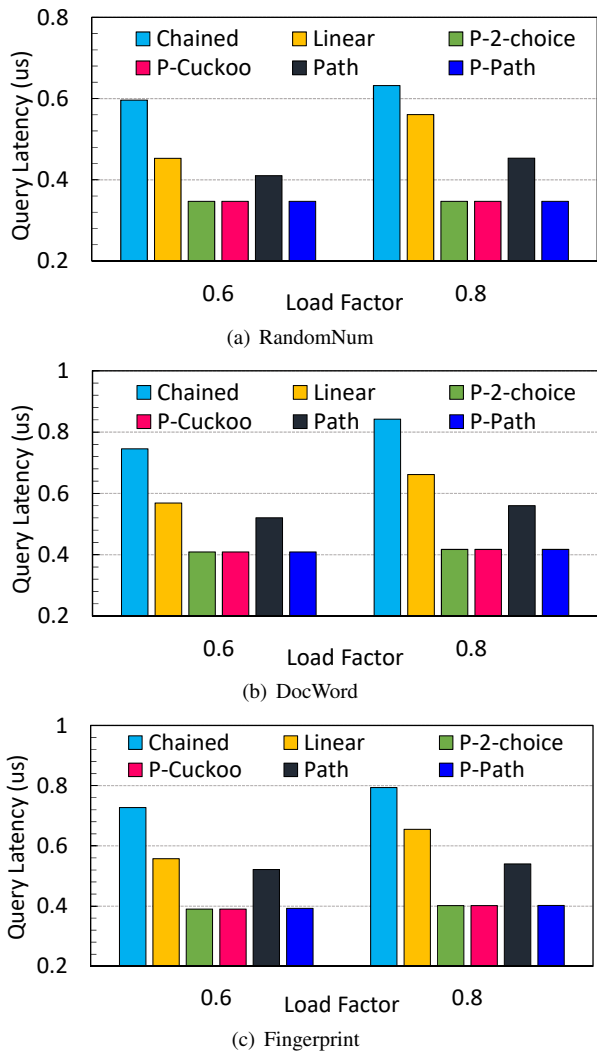 0.8
Chained Linear P-2-choice
P-Cuckoo Path P-Path
0.6
0.4
0.2
Query Latency (us)
0.6 0.8
Load Factor
(a) RandomNum
1
Chained Linear P-2-choice
P-Cuckoo Path P-Path
0.8
0.6
0.4
0.2
Query Latency (us)
0.6 0.8
Load Factor
(b) DocWord
1
Chained Linear P-2-choice
P-Cuckoo Path P-Path
0.8
0.6
0.4
0.2
Query Latency (us)
0.6 0.8
Load Factor
(c) Fingerprint